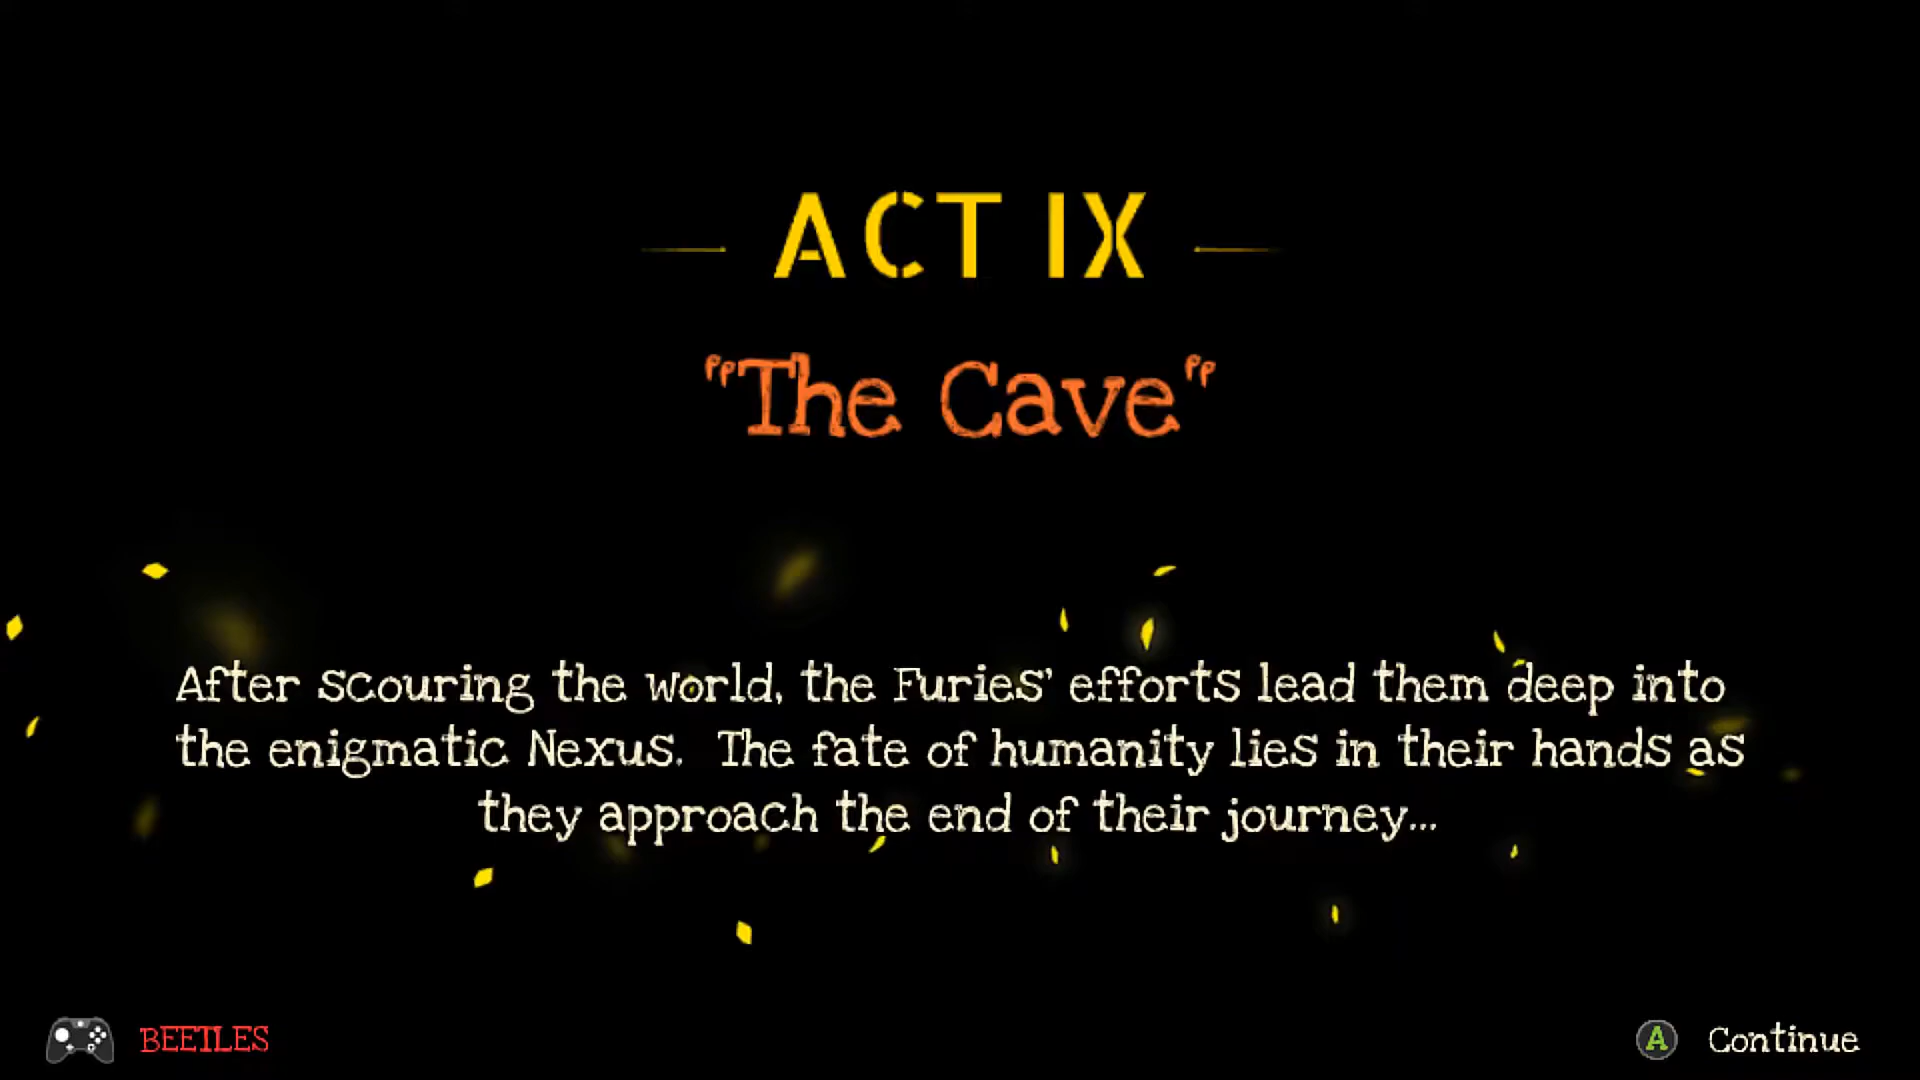 ACT IX
"The Cave"
After scouring the world, the Furies' efforts lead them deep into
the enigmatic Nexus.  The fate of humanity lies in their hands as
they approach the end of their journey...
BEETLES
A Continue